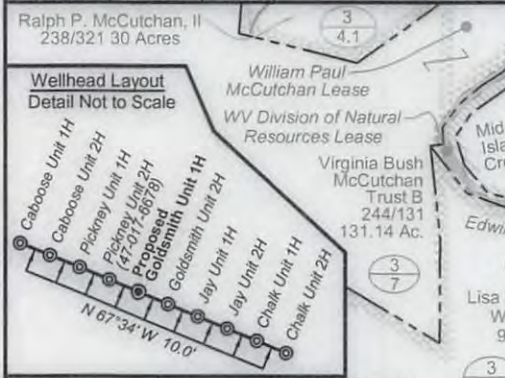 Ralph P. McCutchan, II
238/321 30 Acres
3
4.1
William Paul
McCutchan Lease
WV Division of Natural
Resources Lease
Virginia Bush
McCutchan
Trust B
244/131
131.14 Ac.
3
7
Wellhead Layout
Detail Not to Scale
Caboose Unit 1H
Caboose Unit 2H
Pickney Unit 1H
Pickney Unit 2H
(47-017-6678)
Proposed
Goldsmith Unit 1H
Goldsmith Unit 2H
Jay Unit 1H
Jay Unit 2H
Chalk Unit 1H
Chalk Unit 2H
N 67°34' W 10.0'
Mid
Isla
Cr
Edwi
Lisa
W
9
3